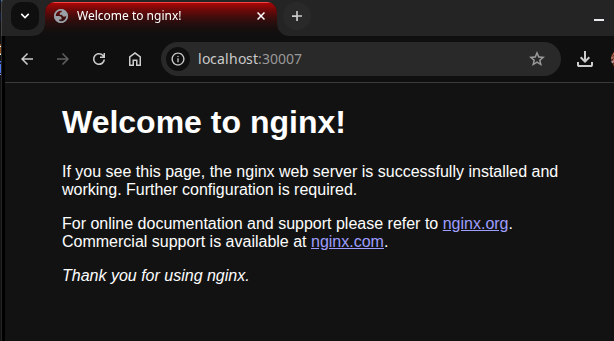 Welcome to nginx!
localhost:30007
Welcome to nginx!
If you see this page, the nginx web server is successfully installed and
working. Further configuration is required.
For online documentation and support please refer to nginx.org.
Commercial support is available at nginx.com.
Thank you for using nginx.